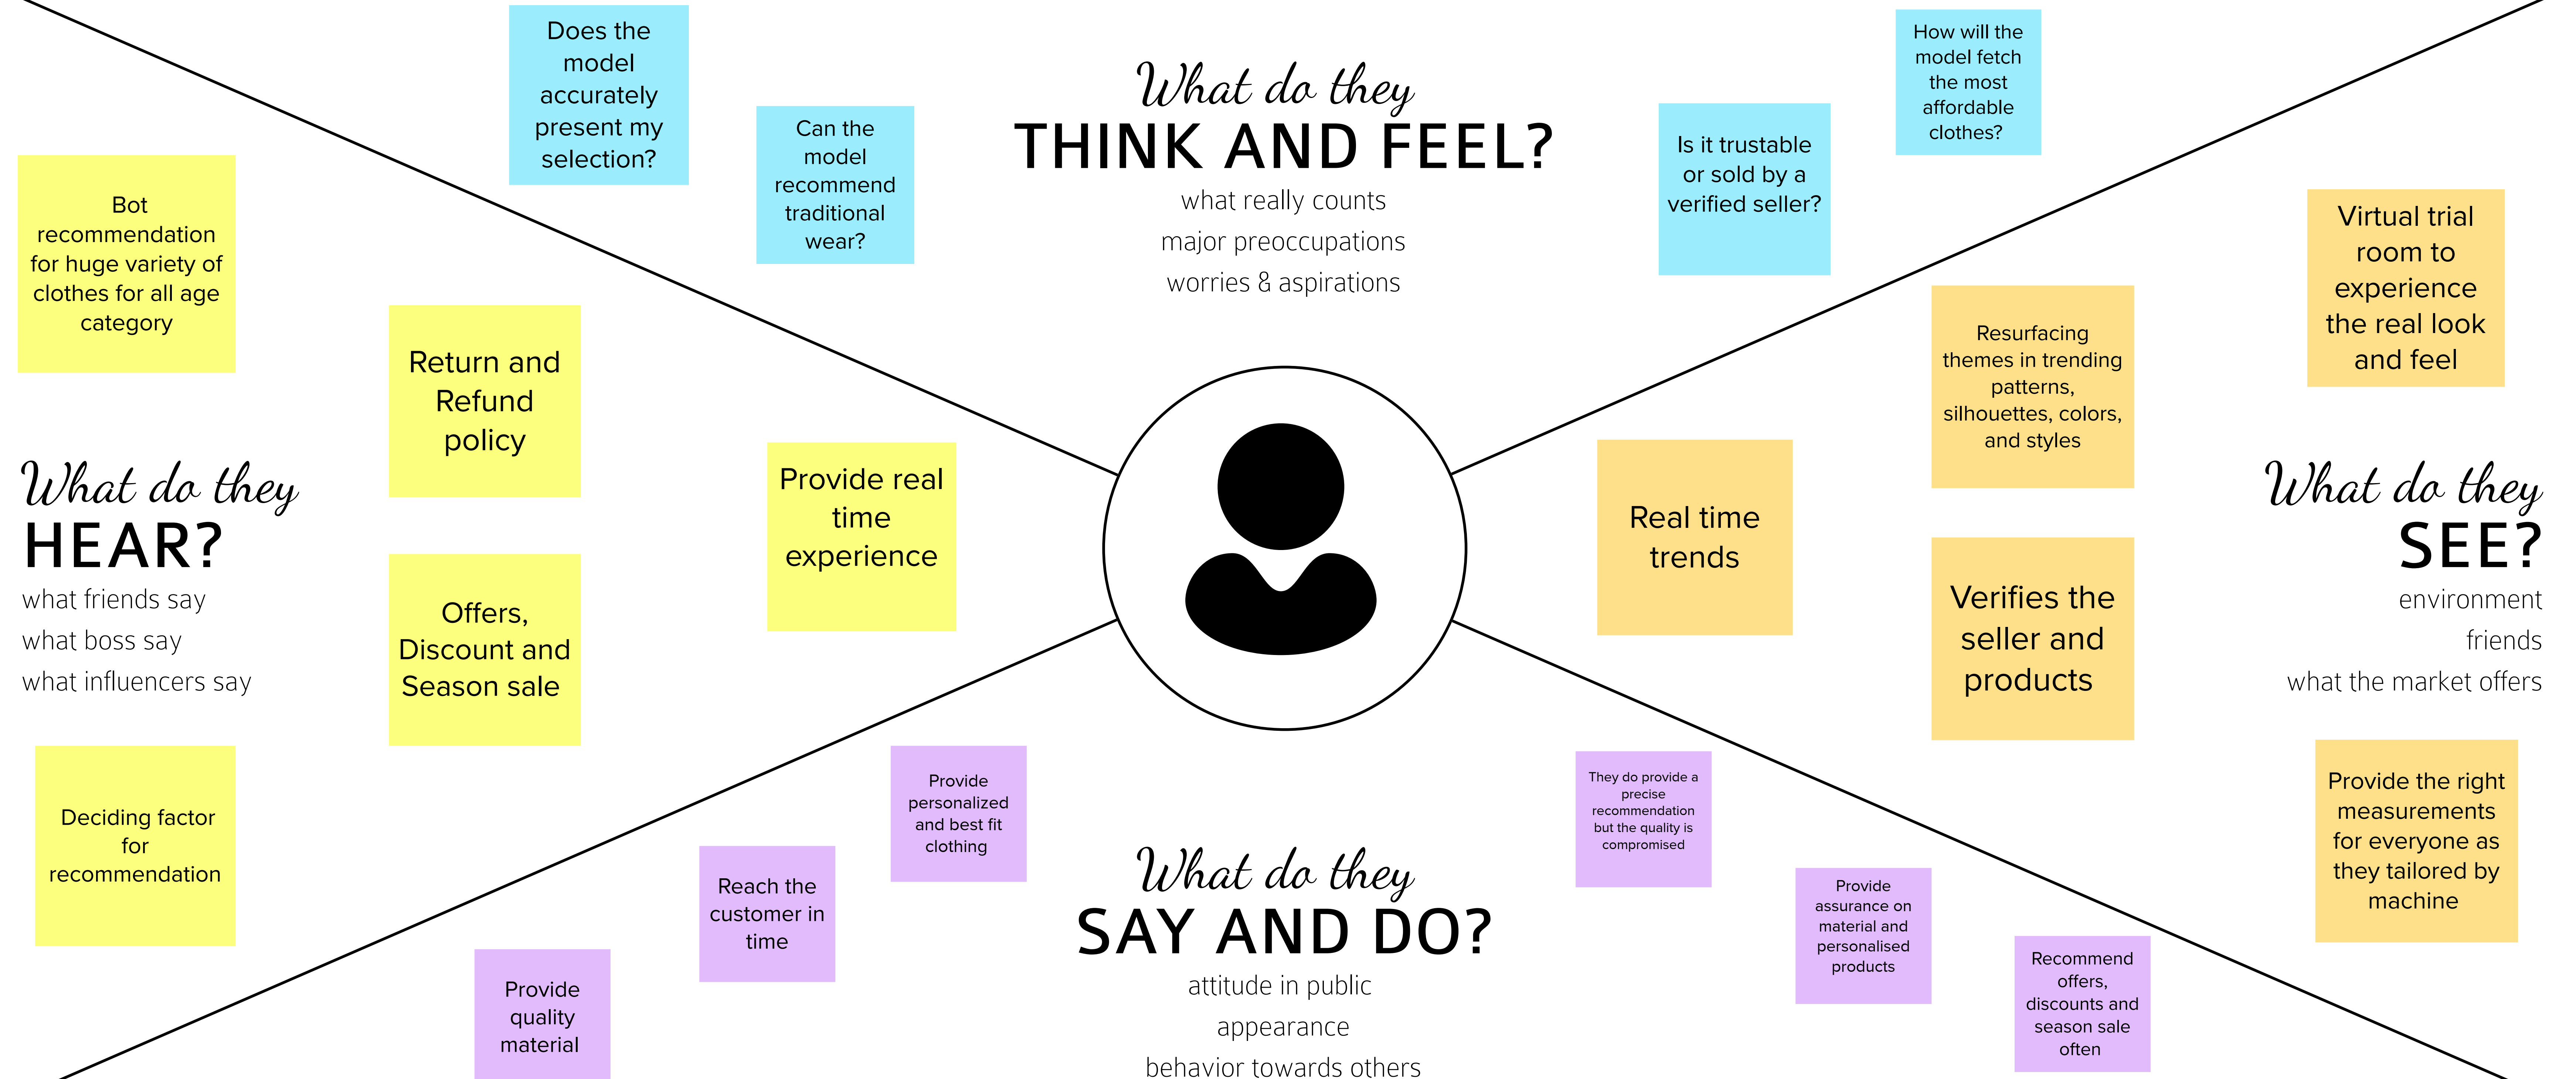 Does the
model
accurately
present my
selection?
Can the
model
recommend
traditional
wear?
What do they
THINK AND FEEL?
what really counts
major preoccupations
worries & aspirations
Is it trustable
or sold by a
verified seller?
How will the
model fetch
the most
affordable
clothes?
Bot
recommendation
for huge variety of
clothes for all age
category
Return and
Refund
policy
Provide real
time
experience
What do they
HEAR?
what friends say
what boss say
what influencers say
Offers,
Discount and
Season sale
Deciding factor
for
recommendation
Virtual trial
room to
experience
the real look
and feel
Resurfacing
themes in trending
patterns,
silhouettes, colors,
and styles
Real time
trends
What do they
SEE?
environment
friends
what the market offers
Verifies the
seller and
products
Provide the right
measurements
for everyone as
they tailored by
machine
Provide
personalized
and best fit
clothing
Reach the
customer in
time
Provide
quality
material
What do they
SAY AND DO?
attitude in public
appearance
behavior towards others
They do provide a
precise
recommendation
but the quality is
compromised
Provide
assurance on
material and
personalised
products
Recommend
offers,
discounts and
season sale
often